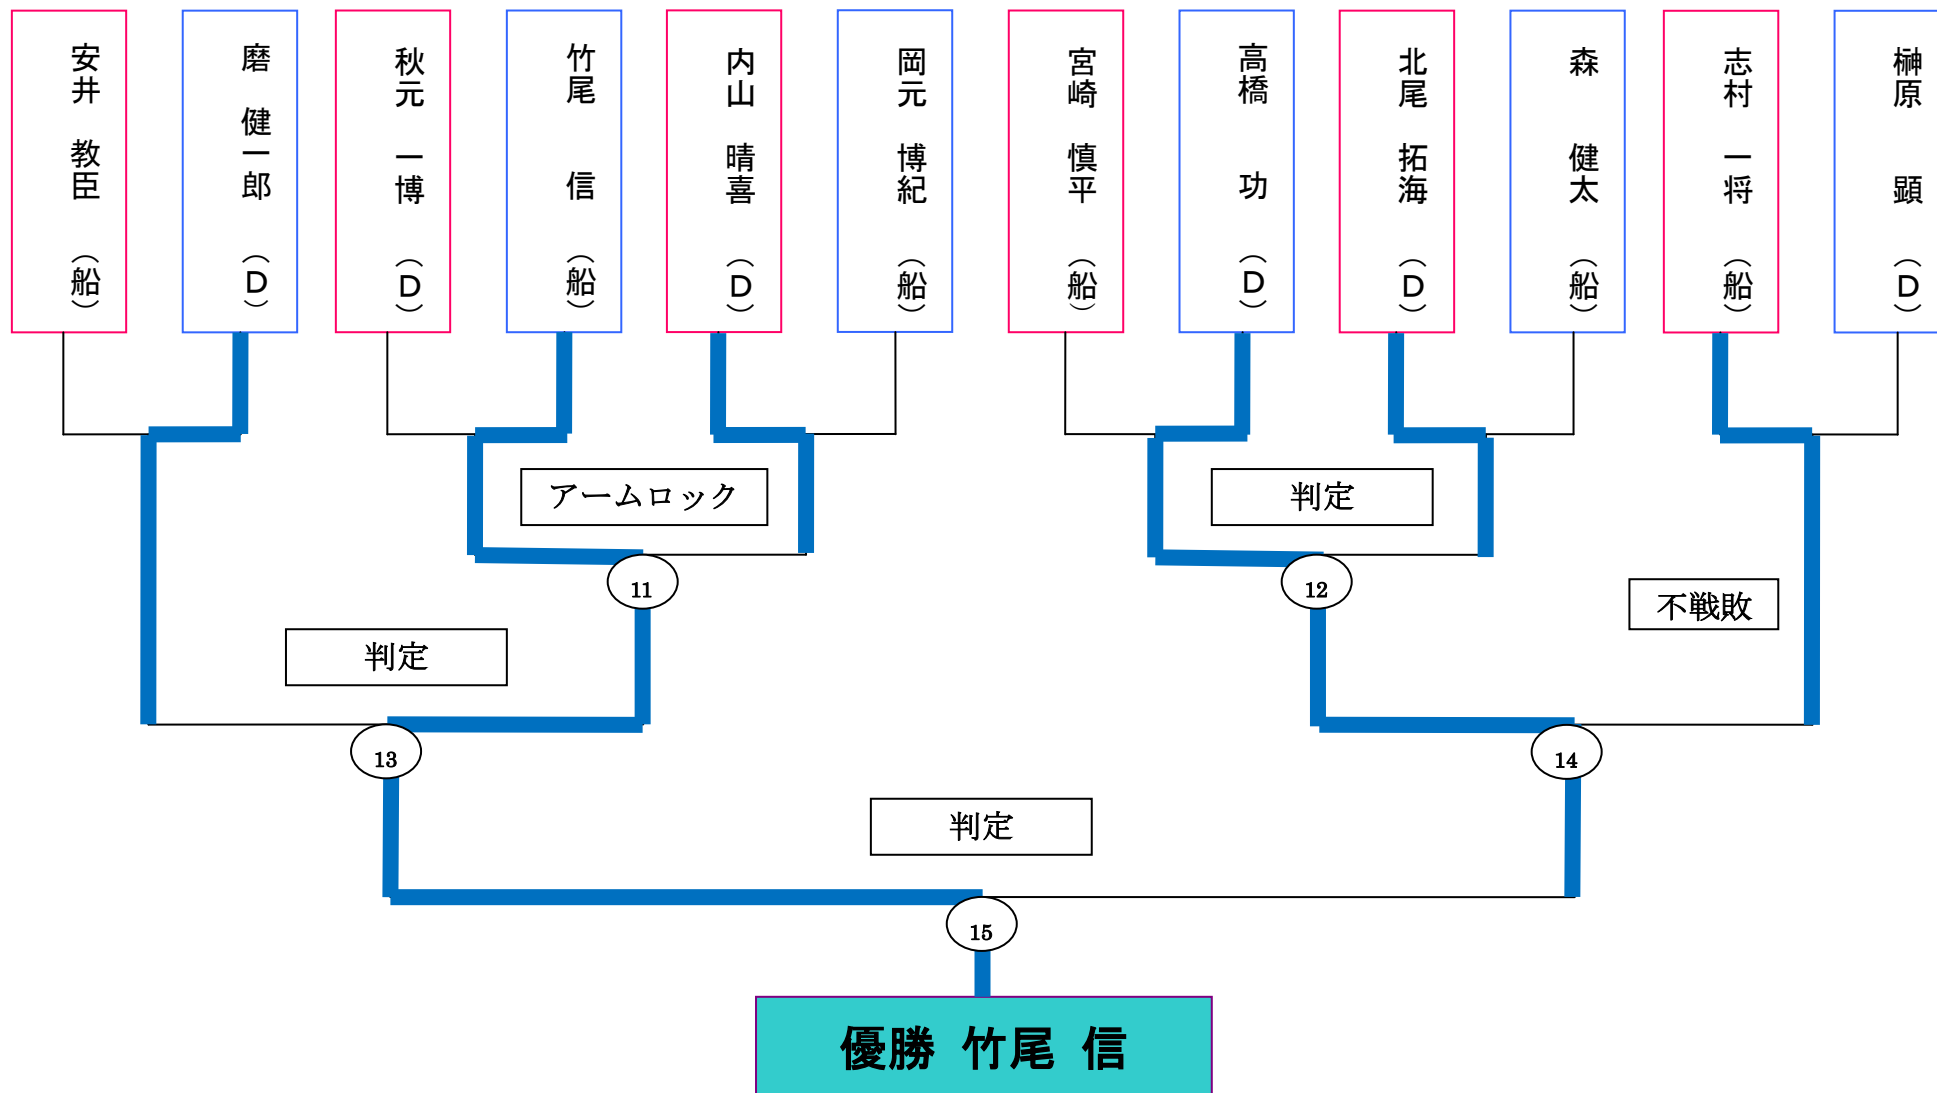 安井 教臣 （船）
磨 健一郎 （Ｄ）
秋元 一博 （Ｄ）
竹尾 信 （船）
内山 晴喜 （Ｄ）
岡元 博紀 （船）
宮崎 慎平 （船）
高橋 功 （Ｄ）
北尾 拓海 （Ｄ）
森 健太 （船）
志村 一将 （船）
榊原 顕 （Ｄ）
アームロック
判定
11
12
不戦敗
判定
13
14
判定
15
優勝 竹尾 信